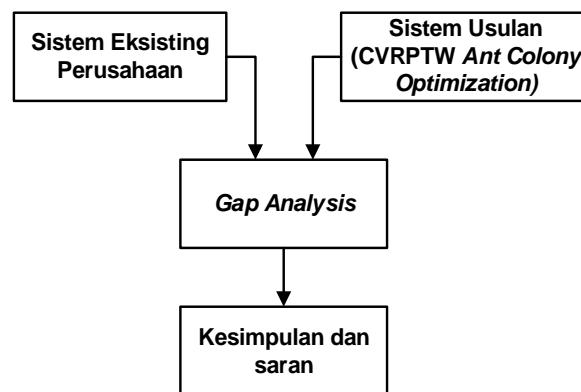 Sistem Eksisting
Perusahaan
Sistem Usulan
(CVRPTW Ant Colony
Optimization)
Gap Analysis
Kesimpulan dan
saran